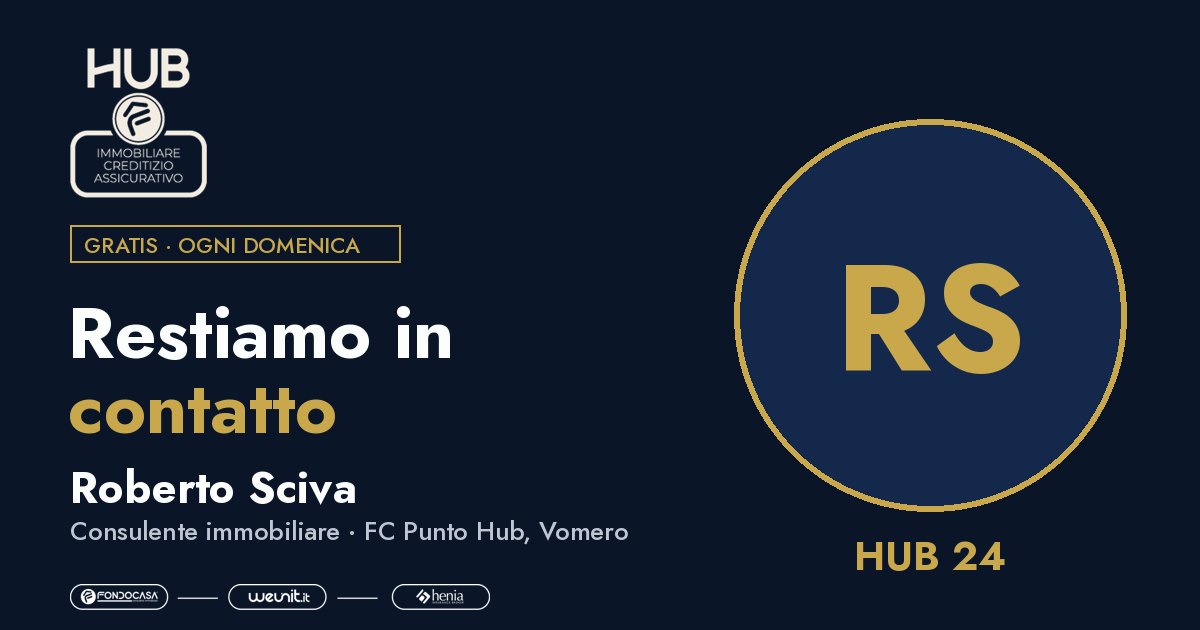 HUB
IMMOBILIARE
CREDITIZIO
ASSICURATIVO
GRATIS · OGNI DOMENICA
Restiamo in
contatto
Roberto Sciva
Consulente immobiliare · FC Punto Hub, Vomero
RS
HUB 24
FONDOCASA
weunit.it
henia